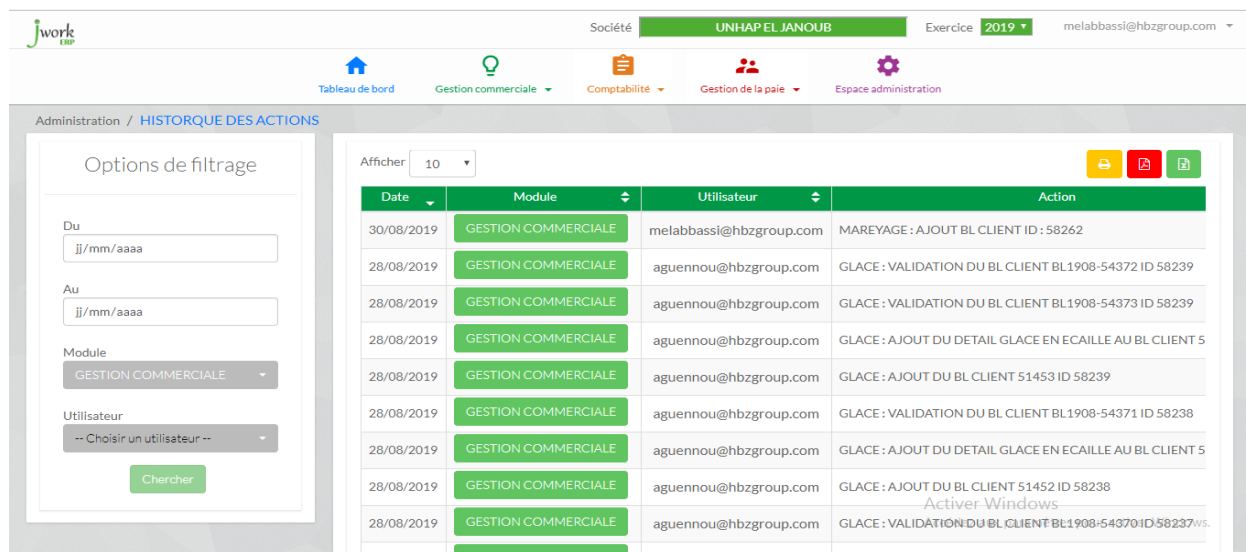 jwork
ERP
Société UNHAP EL JANOUB Exercice 2019 melabbassi@hbzgroup.com
Tableau de bord Gestion commerciale Comptabilité Gestion de la paie Espace administration
Administration / HISTORQUE DES ACTIONS
Options de filtrage
Du
jj/mm/aaaa
Au
jj/mm/aaaa
Module
GESTION COMMERCIALE
Utilisateur
-- Choisir un utilisateur --
Chercher
Afficher 10
Date Module Utilisateur Action
30/08/2019 GESTION COMMERCIALE melabbassi@hbzgroup.com MAREYAGE : AJOUT BL CLIENT ID : 58262
28/08/2019 GESTION COMMERCIALE aguennou@hbzgroup.com GLACE : VALIDATION DU BL CLIENT BL1908-54372 ID 58239
28/08/2019 GESTION COMMERCIALE aguennou@hbzgroup.com GLACE : VALIDATION DU BL CLIENT BL1908-54373 ID 58239
28/08/2019 GESTION COMMERCIALE aguennou@hbzgroup.com GLACE : AJOUT DU DETAIL GLACE EN ECAILLE AU BL CLIENT 5
28/08/2019 GESTION COMMERCIALE aguennou@hbzgroup.com GLACE : AJOUT DU BL CLIENT 51453 ID 58239
28/08/2019 GESTION COMMERCIALE aguennou@hbzgroup.com GLACE : VALIDATION DU BL CLIENT BL1908-54371 ID 58238
28/08/2019 GESTION COMMERCIALE aguennou@hbzgroup.com GLACE : AJOUT DU DETAIL GLACE EN ECAILLE AU BL CLIENT 5
28/08/2019 GESTION COMMERCIALE aguennou@hbzgroup.com GLACE : AJOUT DU BL CLIENT 51452 ID 58238
Activer Windows
28/08/2019 GESTION COMMERCIALE aguennou@hbzgroup.com GLACE : VALIDATION DU BL CLIENT BL1908-54370 ID 58237